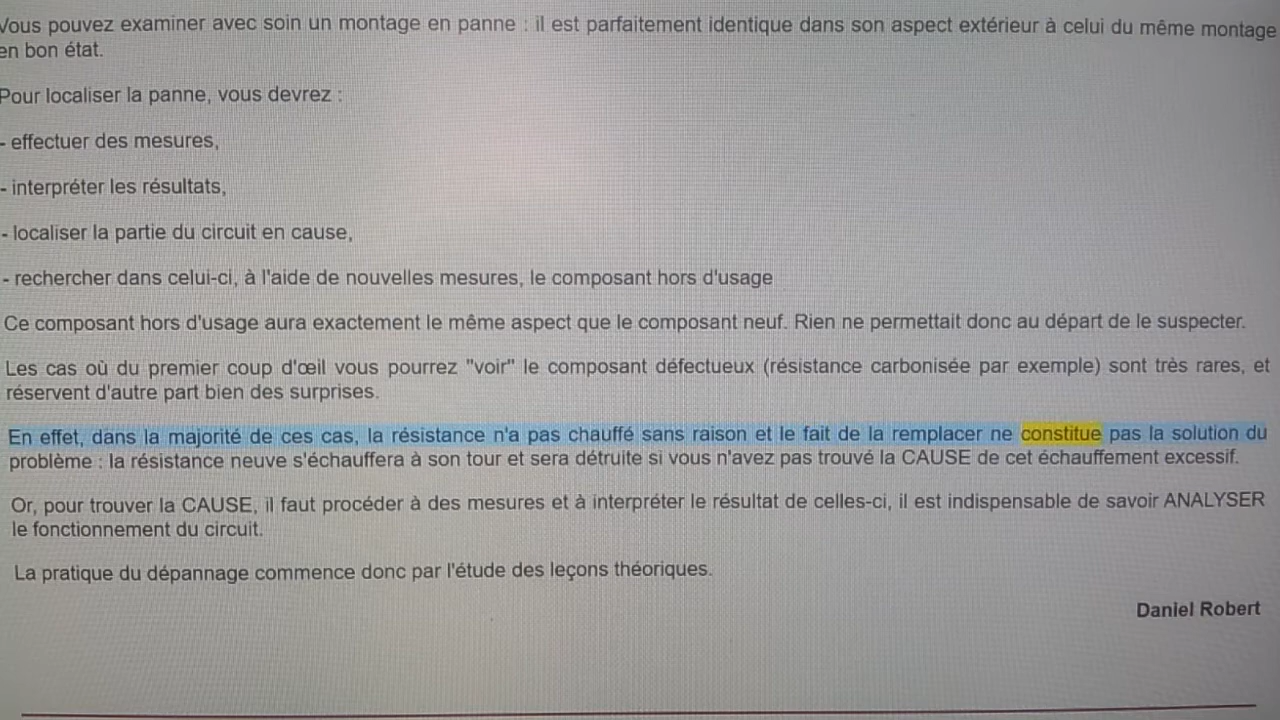 Vous pouvez examiner avec soin un montage en panne : il est parfaitement identique dans son aspect extérieur à celui du même montage
en bon état.
Pour localiser la panne, vous devrez :
- effectuer des mesures,
- interpréter les résultats,
- localiser la partie du circuit en cause,
- rechercher dans celui-ci, à l'aide de nouvelles mesures, le composant hors d'usage
Ce composant hors d'usage aura exactement le même aspect que le composant neuf. Rien ne permettait donc au départ de le suspecter.
Les cas où du premier coup d'œil vous pourrez "voir" le composant défectueux (résistance carbonisée par exemple) sont très rares, et
réservent d'autre part bien des surprises.
En effet, dans la majorité de ces cas, la résistance n'a pas chauffé sans raison et le fait de la remplacer ne constitue pas la solution du
problème : la résistance neuve s'échauffera à son tour et sera détruite si vous n'avez pas trouvé la CAUSE de cet échauffement excessif.
Or, pour trouver la CAUSE, il faut procéder à des mesures et à interpréter le résultat de celles-ci, il est indispensable de savoir ANALYSER
le fonctionnement du circuit.
La pratique du dépannage commence donc par l'étude des leçons théoriques.
Daniel Robert